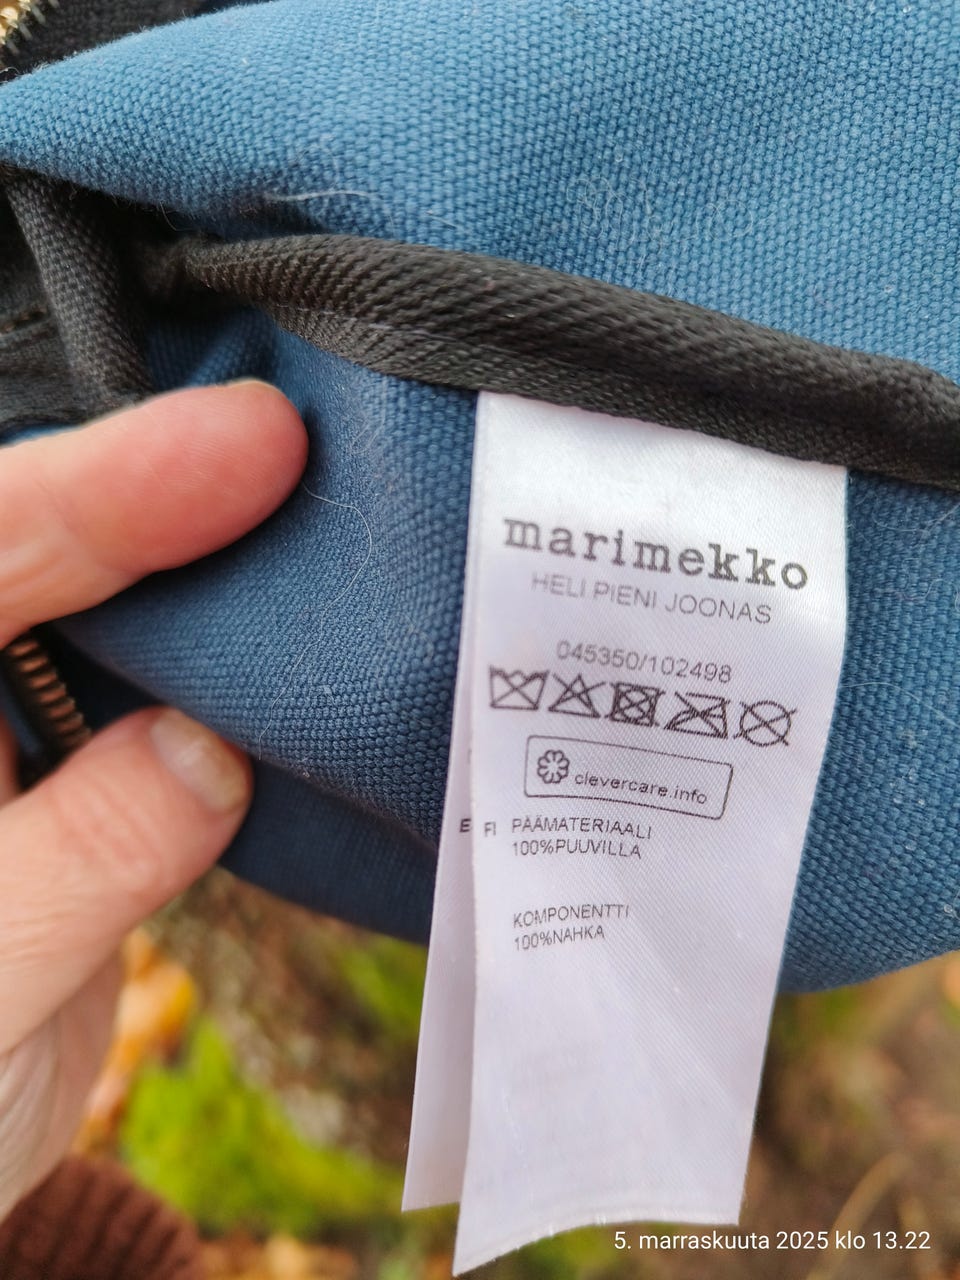 marimekko
HELI PIENI JOONAS
045350/102498
clevercare.info
E
FI PÄÄMATERIAALI
100%PUUVILLA
KOMPONENTTI
100%NAHKA
5. marraskuuta 2025 klo 13.22